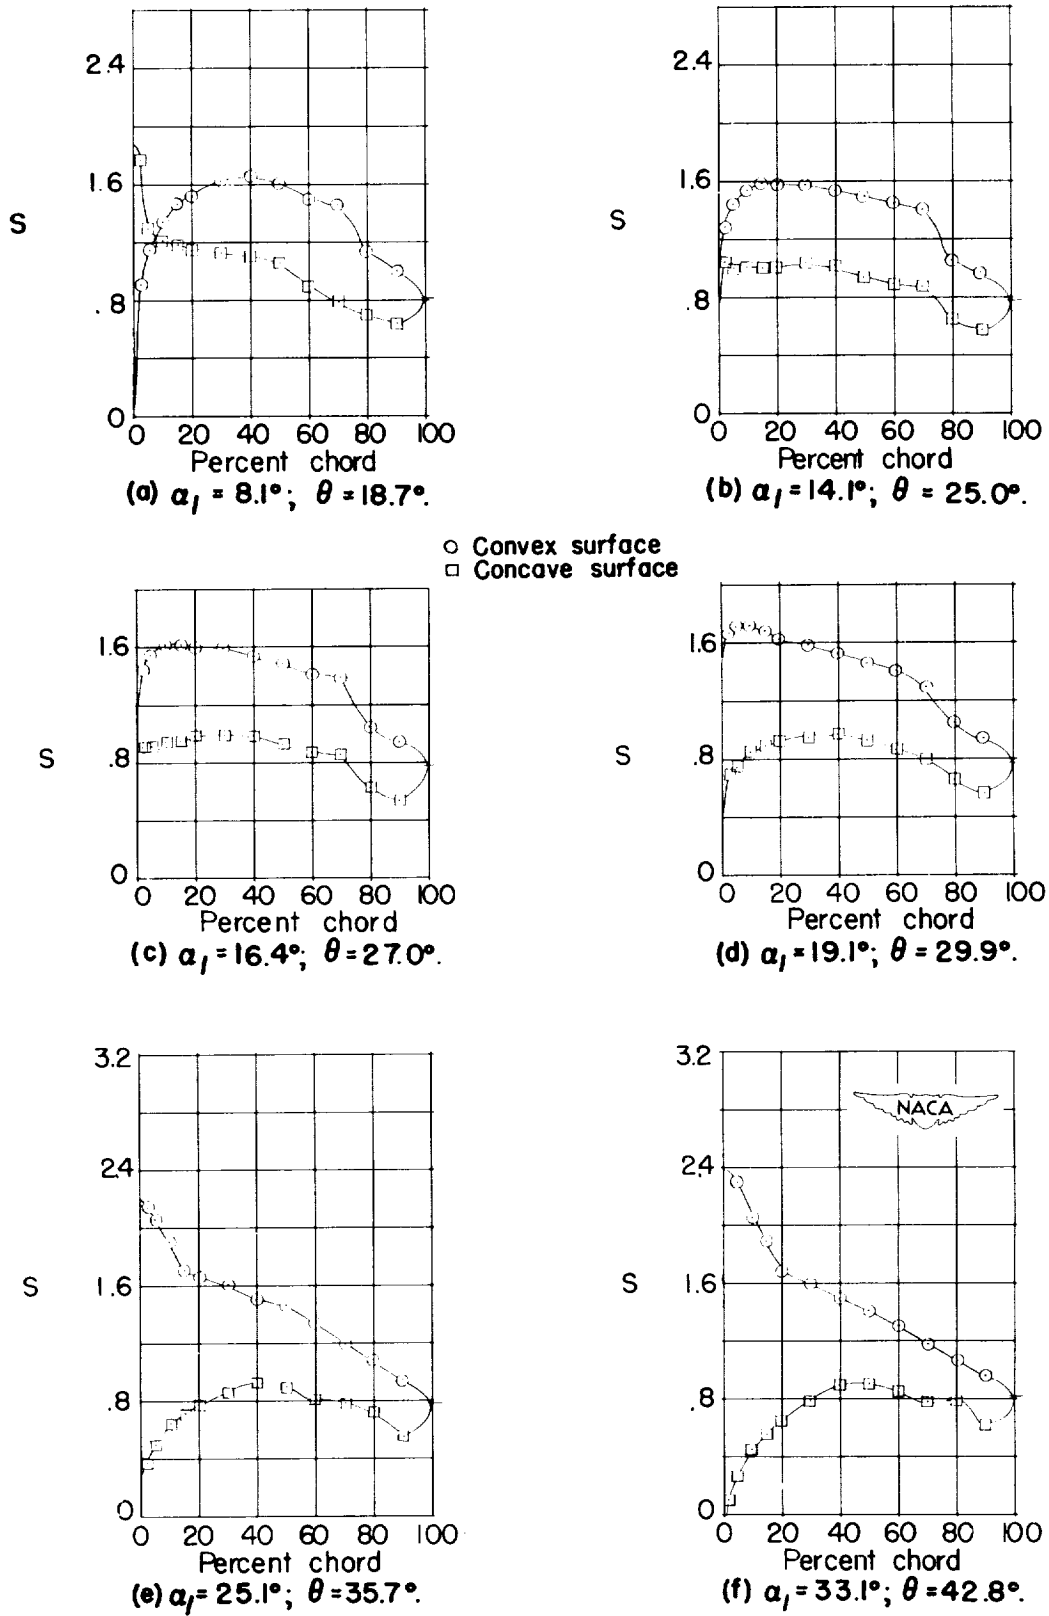 2.4
1.6
S
.8
0
0 20 40 60 80 100
Percent chord
(a) α₁ = 8.1°; θ = 18.7°.
2.4
1.6
S
.8
0
0 20 40 60 80 100
Percent chord
(b) α₁ = 14.1°; θ = 25.0°.
Convex surface
Concave surface
1.6
S
.8
0
0 20 40 60 80 100
Percent chord
(c) α₁ = 16.4°; θ = 27.0°.
1.6
S
.8
0
0 20 40 60 80 100
Percent chord
(d) α₁ = 19.1°; θ = 29.9°.
3.2
2.4
S
1.6
.8
0
0 20 40 60 80 100
Percent chord
(e) α₁ = 25.1°; θ = 35.7°.
3.2
NACA
2.4
S
1.6
.8
0
0 20 40 60 80 100
Percent chord
(f) α₁ = 33.1°; θ = 42.8°.